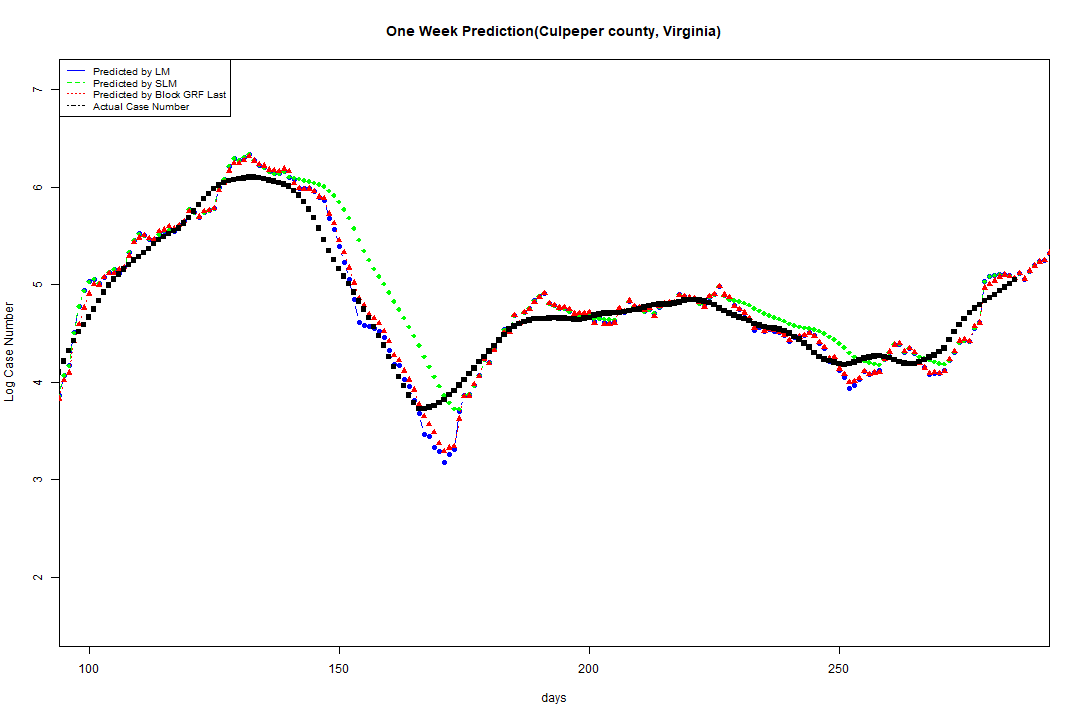 One Week Prediction(Culpeper county, Virginia)
Predicted by LM
Predicted by SLM
Predicted by Block GRF Last
Actual Case Number
7
6
5
4
3
2
Log Case Number
100 150 200 250
days